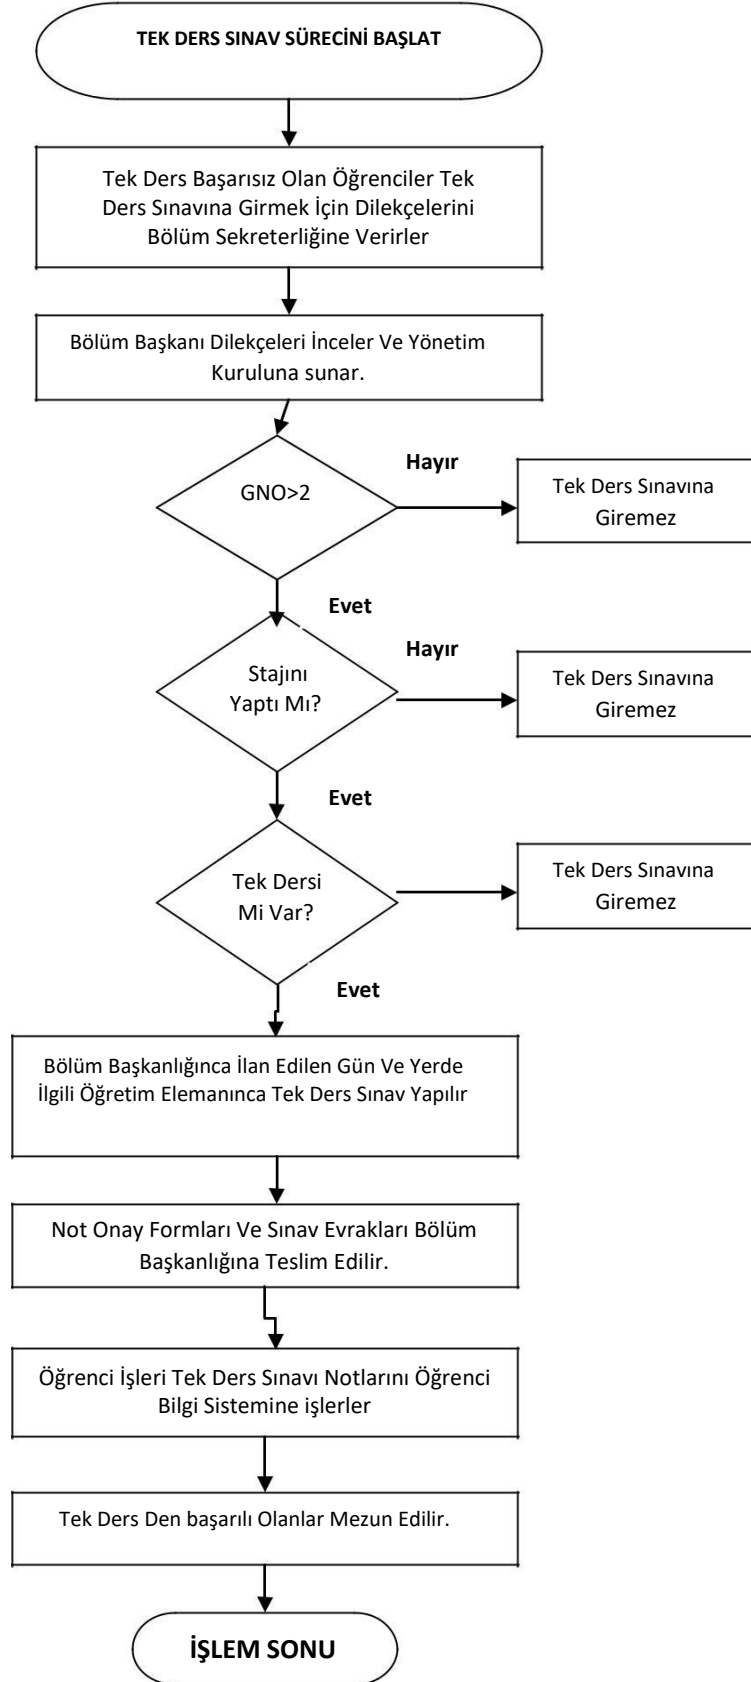 TEK DERS SINAV SÜRECİNİ BAŞLAT
Tek Ders Başarısız Olan Öğrenciler Tek
Ders Sınavına Girmek İçin Dilekçelerini
Bölüm Sekreterliğine Verirler
Bölüm Başkanı Dilekçeleri İnceler Ve Yönetim
Kuruluna sunar.
GNO>2
Hayır
Tek Ders Sınavına
Giremez
Evet
Stajını
Yaptı Mı?
Hayır
Tek Ders Sınavına
Giremez
Evet
Tek Dersi
Mi Var?
Tek Ders Sınavına
Giremez
Evet
Bölüm Başkanlığınca İlan Edilen Gün Ve Yerde
İlgili Öğretim Elemanınca Tek Ders Sınav Yapılır
Not Onay Formları Ve Sınav Evrakları Bölüm
Başkanlığına Teslim Edilir.
Öğrenci İşleri Tek Ders Sınavı Notlarını Öğrenci
Bilgi Sistemine işlerler
Tek Ders Den başarılı Olanlar Mezun Edilir.
İŞLEM SONU